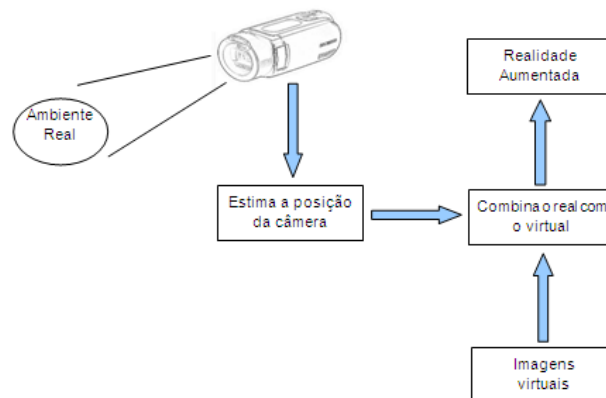 Realidade
Aumentada
Ambiente
Real
Estima a posição
da câmera
Combina o real com
o virtual
Imagens
virtuais